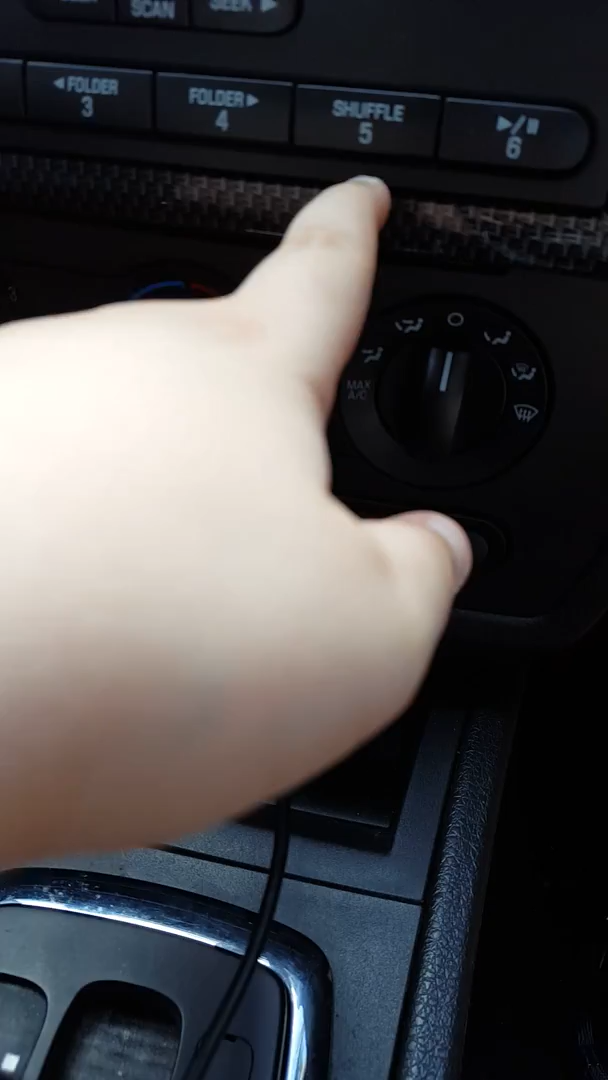 SCAN
SEEK ▶
◀ FOLDER
3
FOLDER ▶
4
SHUFFLE
5
▶/⏸
6
MAX
A/C